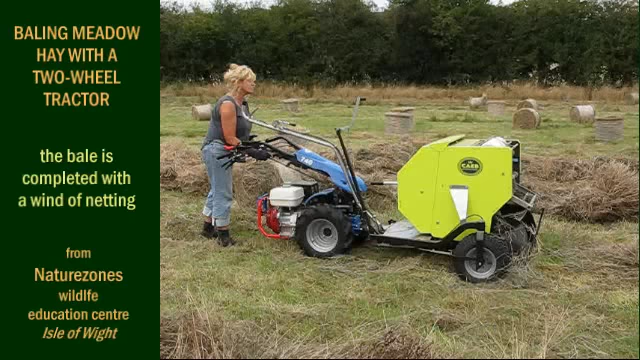 BALING MEADOW
HAY WITH A
TWO-WHEEL
TRACTOR
the bale is
completed with
a wind of netting
from
Naturezones
wildlfe
education centre
Isle of Wight
740
CAEB